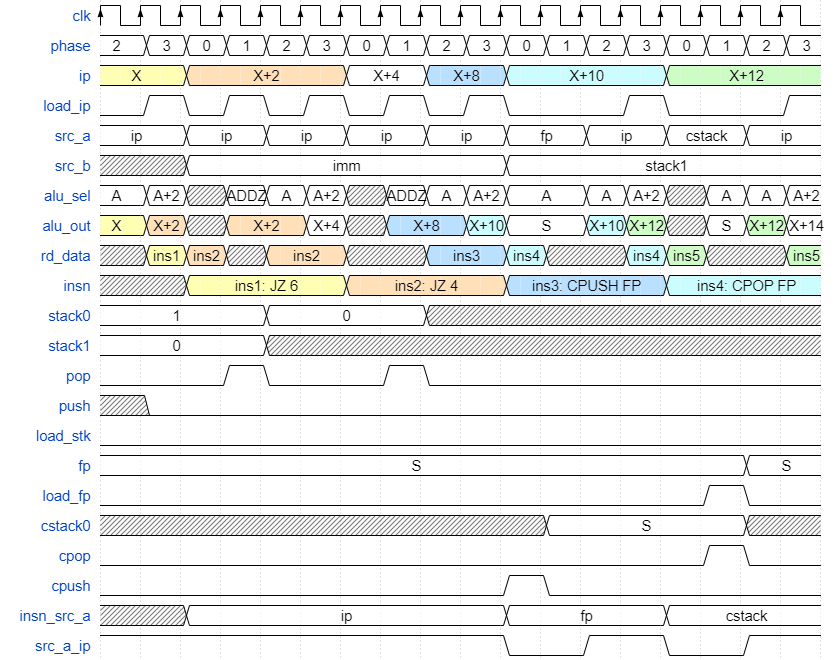 clk
phase 2 3 0 1 2 3 0 1 2 3 0 1 2 3 0 1 2 3
ip X X+2 X+4 X+8 X+10 X+12
load_ip
src_a ip ip ip ip ip fp ip cstack ip
src_b imm stack1
alu_sel A A+2 ADDZ A A+2 ADDZ A A+2 A A A+2 A A A+2
alu_out X X+2 X+2 X+4 X+8 X+10 S X+10 X+12 S X+12 X+14
rd_data ins1 ins2 ins2 ins3 ins4 ins4 ins5 ins5
insn ins1: JZ 6 ins2: JZ 4 ins3: CPUSH FP ins4: CPOP FP
stack0 1 0
stack1 0
pop
push
load_stk
fp S S
load_fp
cstack0 S
cpop
cpush
insn_src_a ip fp cstack
src_a_ip